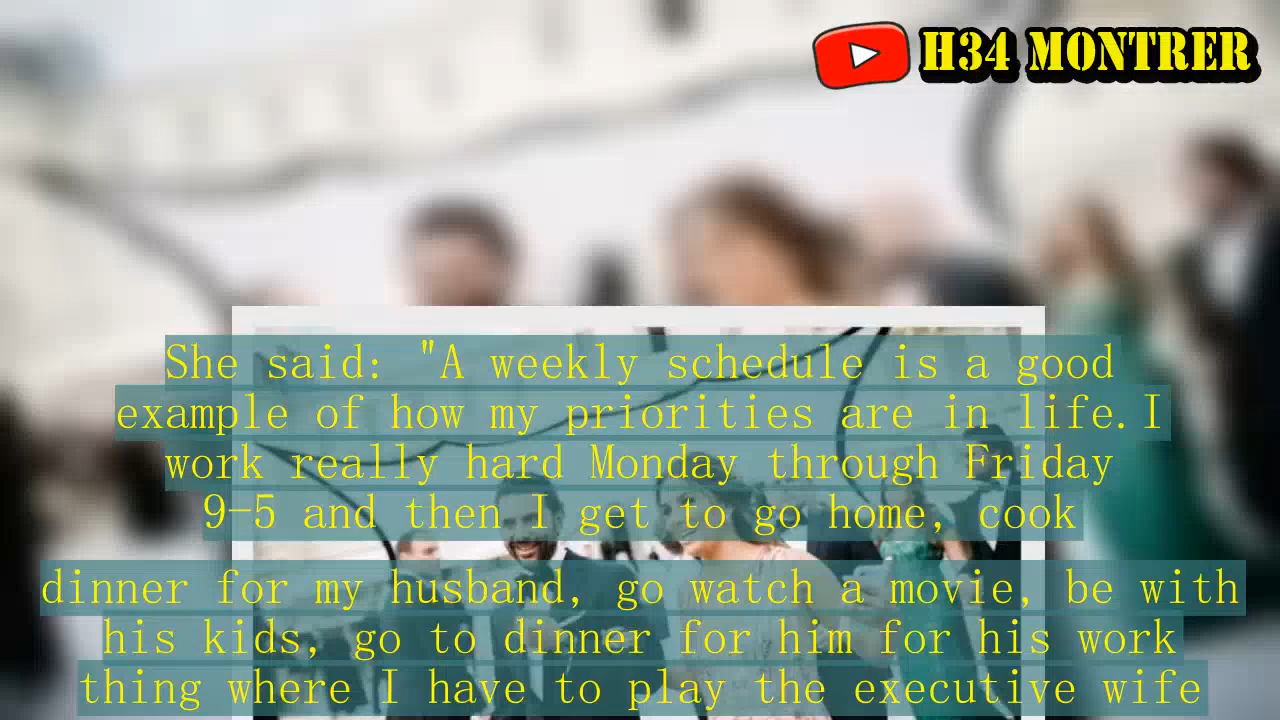 H34 MONTRER
She said: "A weekly schedule is a good
example of how my priorities are in life.I
work really hard Monday through Friday
9-5 and then I get to go home, cook
dinner for my husband, go watch a movie, be with
his kids, go to dinner for him for his work
thing where I have to play the executive wife